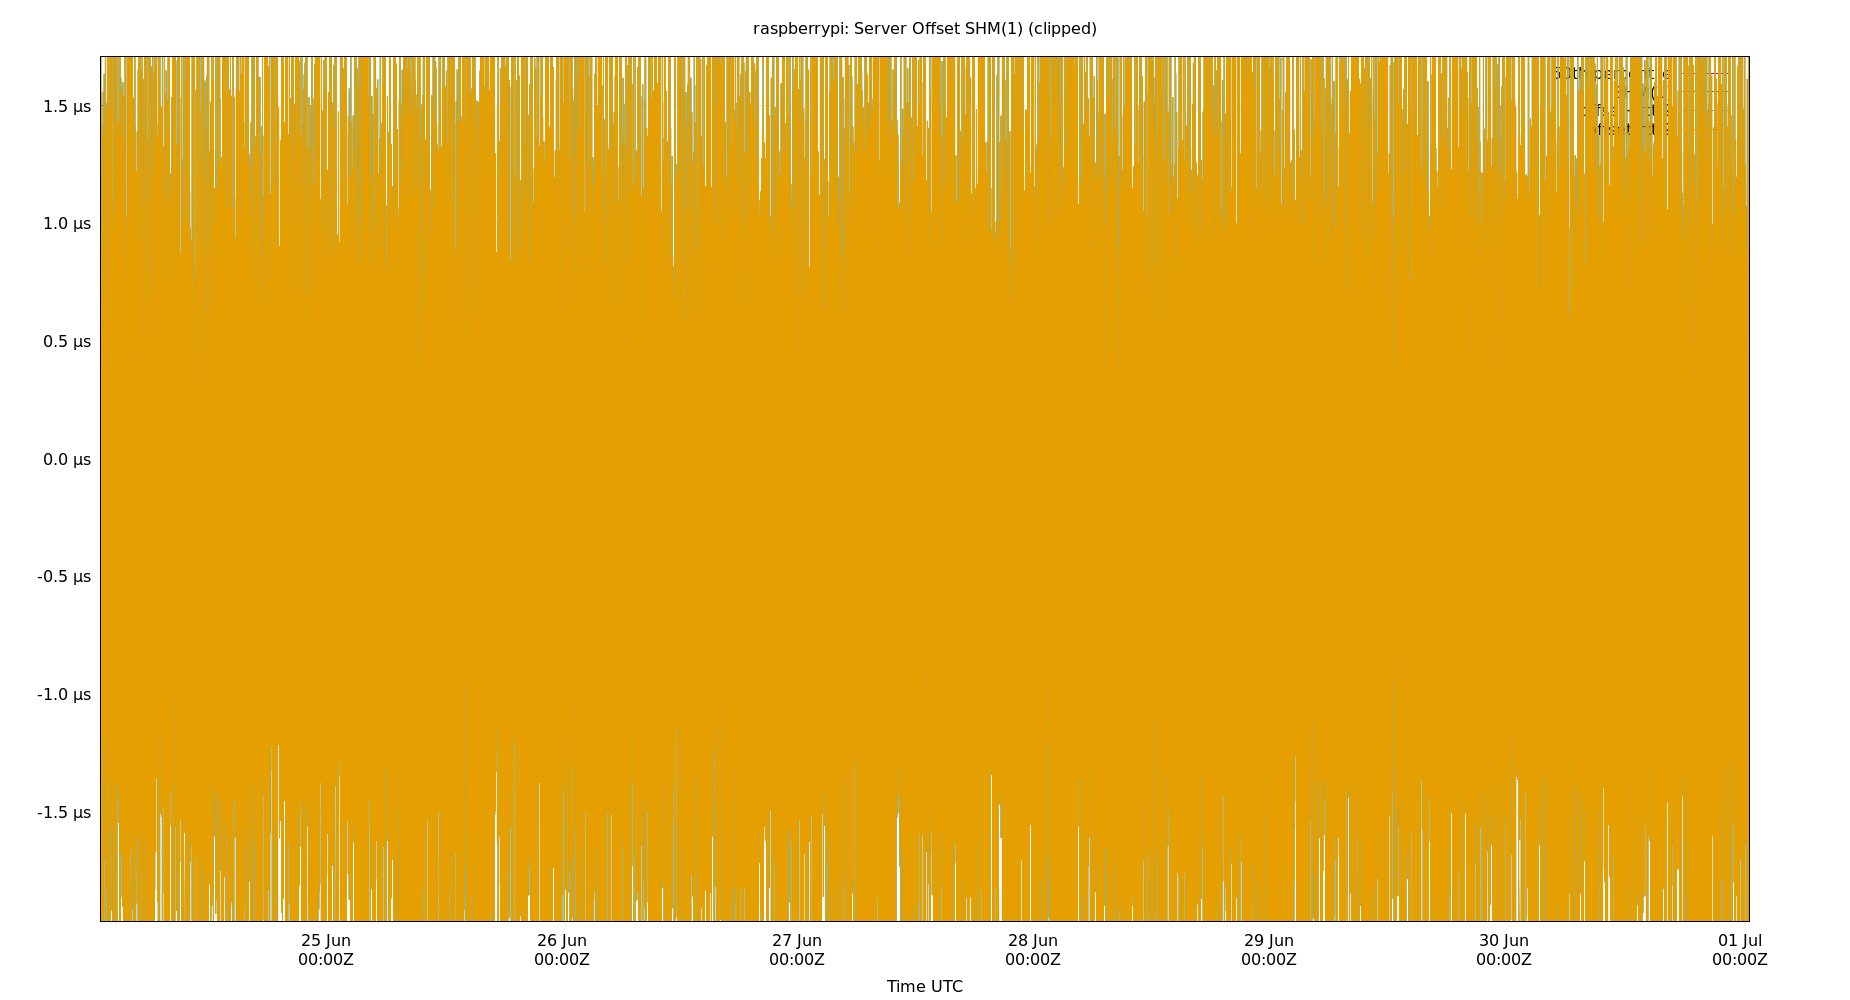 raspberrypi: Server Offset SHM(1) (clipped)
1.5 µs
1.0 µs
0.5 µs
0.0 µs
-0.5 µs
-1.0 µs
-1.5 µs
25 Jun 26 Jun 27 Jun 28 Jun 29 Jun 30 Jun 01 Jul
00:00Z 00:00Z 00:00Z 00:00Z 00:00Z 00:00Z 00:00Z
Time UTC